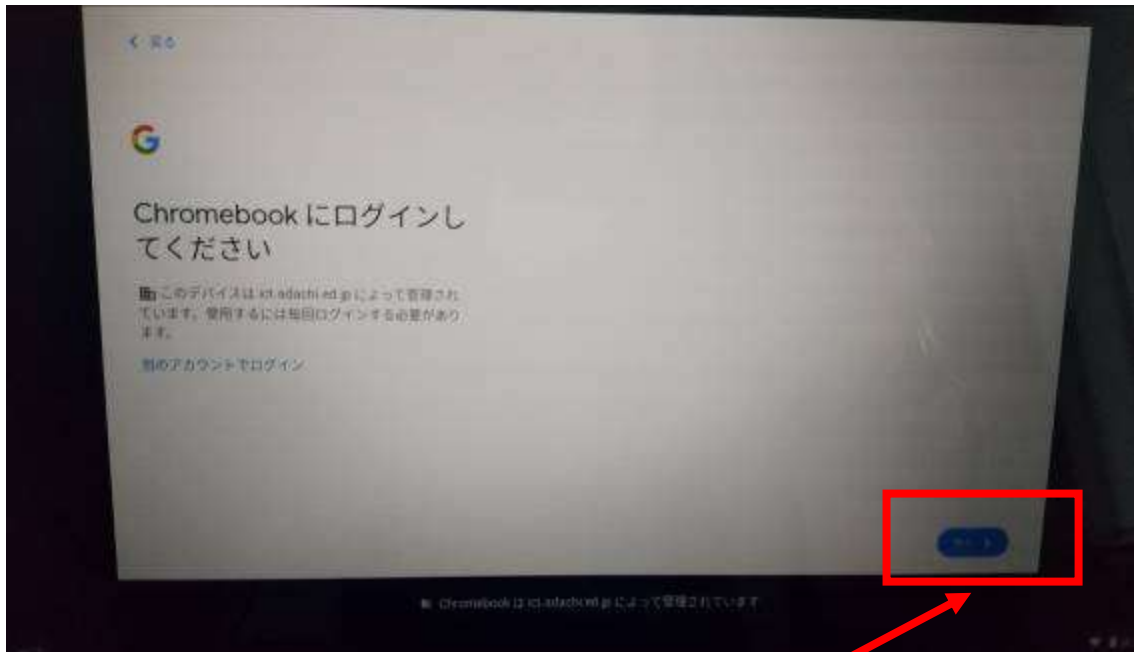 戻る
G
Chromebook にログインし
てください
このデバイスは ict.adachi.ed.jp によって管理され
ています。使用するには毎回ログインする必要があり
ます。
別のアカウントでログイン
次へ
Chromebook は ict.adachi.ed.jp によって管理されています